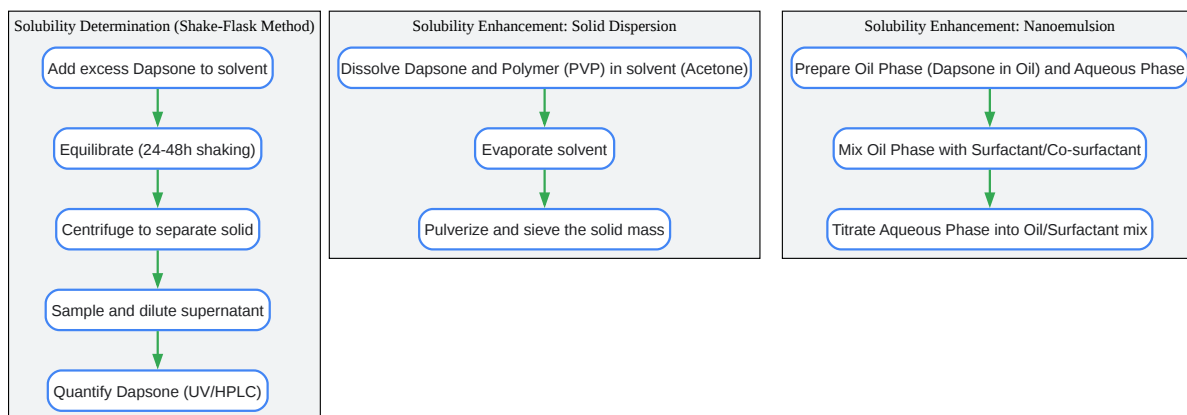 Solubility Determination (Shake-Flask Method)
Add excess Dapsone to solvent
Equilibrate (24-48h shaking)
Centrifuge to separate solid
Sample and dilute supernatant
Quantify Dapsone (UV/HPLC)
Solubility Enhancement: Solid Dispersion
Dissolve Dapsone and Polymer (PVP) in solvent (Acetone)
Evaporate solvent
Pulverize and sieve the solid mass
Solubility Enhancement: Nanoemulsion
Prepare Oil Phase (Dapsone in Oil) and Aqueous Phase
Mix Oil Phase with Surfactant/Co-surfactant
Titrate Aqueous Phase into Oil/Surfactant mix